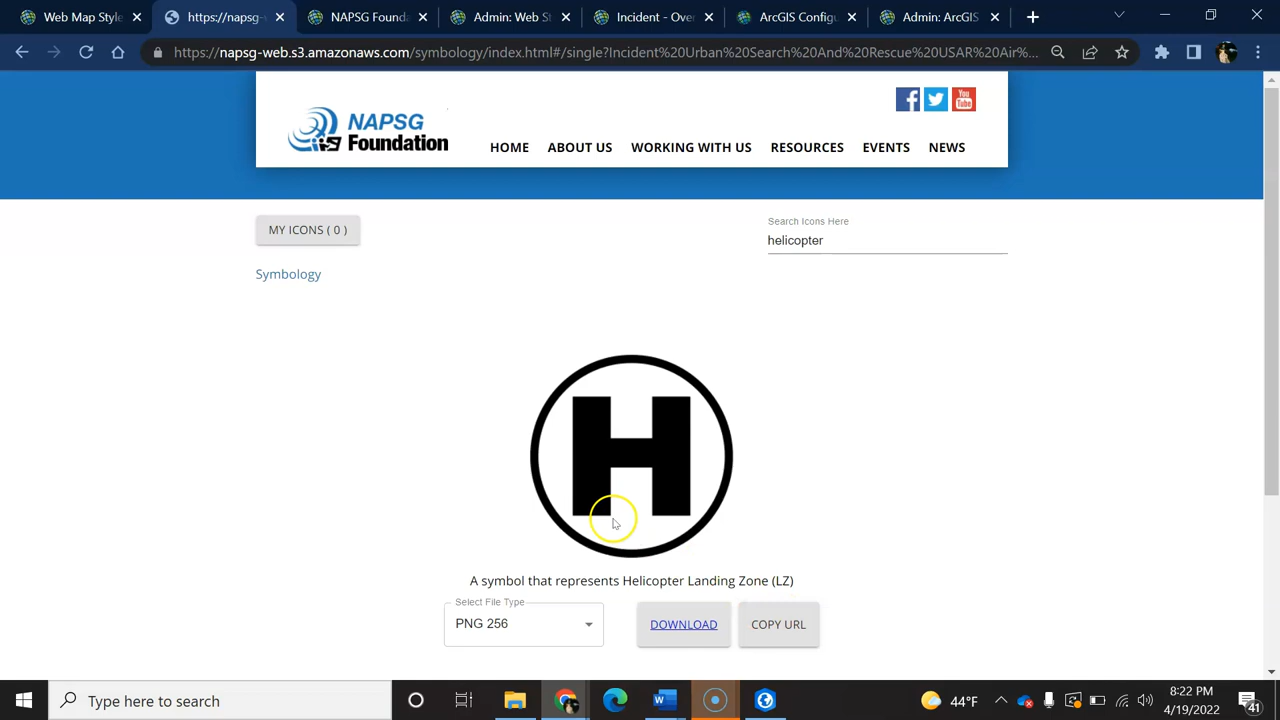 Web Map Style
https://napsg-
NAPSG Founda
Admin: Web S
Incident - Over
ArcGIS Configu
Admin: ArcGIS
https://napsg-web.s3.amazonaws.com/symbology/index.html#/single?Incident%20Urban%20Search%20And%20Rescue%20USAR%20Air%...
NAPSG
Foundation
You
Tube
HOME ABOUT US WORKING WITH US RESOURCES EVENTS NEWS
MY ICONS ( 0 )
Search Icons Here
helicopter
Symbology
H
A symbol that represents Helicopter Landing Zone (LZ)
Select File Type
PNG 256
DOWNLOAD
COPY URL
Type here to search
44°F
8:22 PM
4/19/2022
41